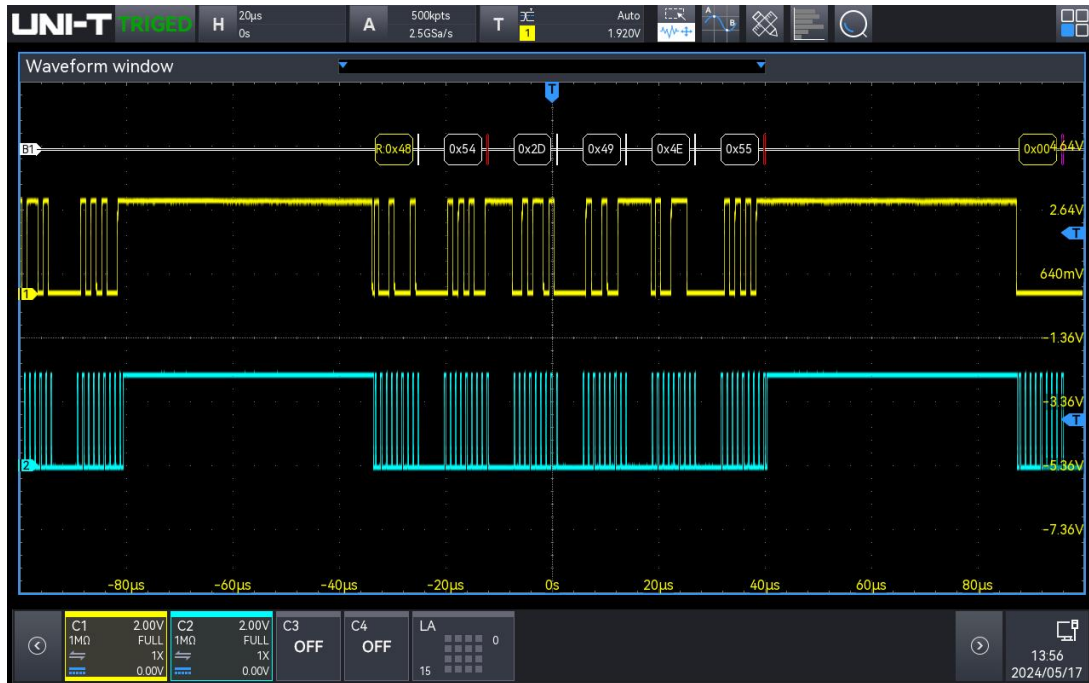 UNI-T TRIGED H 20μs 0s A 500kpts 2.5GSa/s T 1 Auto 1.920V A B
Waveform window
T
B1 R:0x48 0x54 0x2D 0x49 0x4E 0x55 0x00 4.64V
2.64V
T
1 640mV
-1.36V
-3.36V
T
2 -5.36V
-7.36V
-80μs -60μs -40μs -20μs 0s 20μs 40μs 60μs 80μs
C1 2.00V C2 2.00V C3 C4 LA
1MΩ FULL 1MΩ FULL OFF OFF 0
1X 1X
0.00V 0.00V 15
13:56
2024/05/17